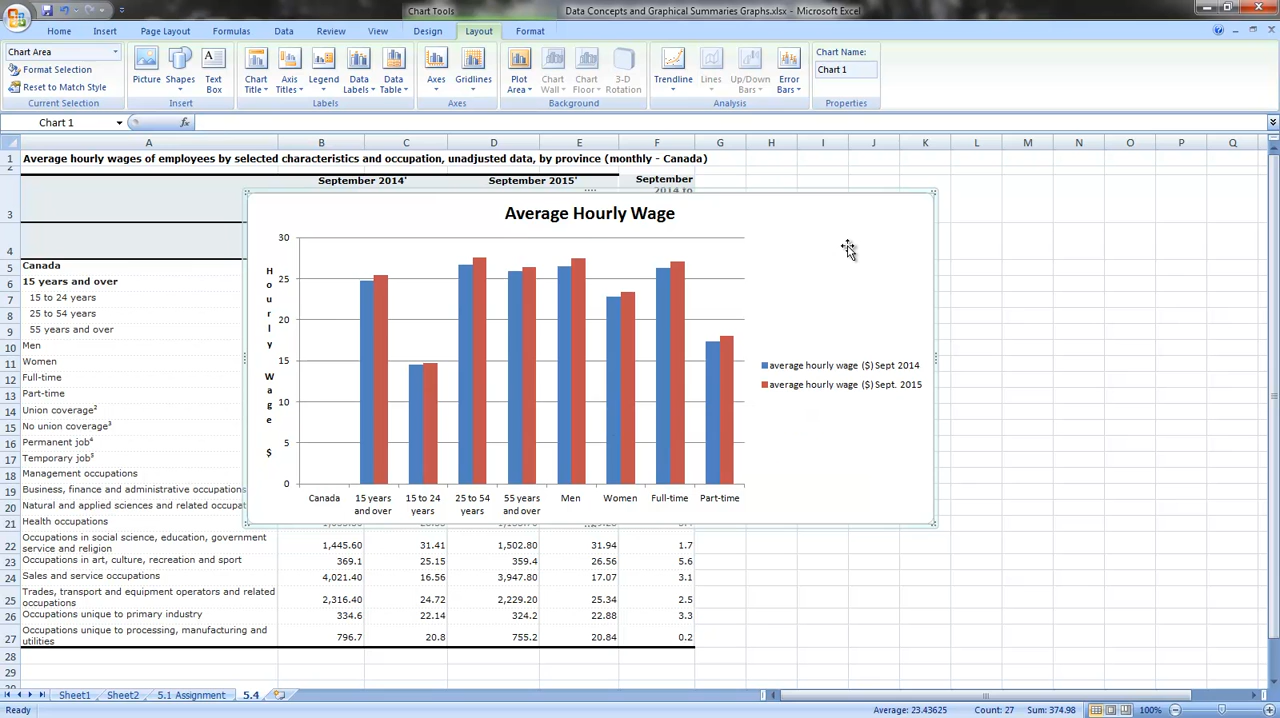 Chart Tools
Data Concepts and Graphical Summaries Graphs.xlsx - Microsoft Excel
Home Insert Page Layout Formulas Data Review View Design Layout Format
Chart Area
Format Selection
Reset to Match Style
Current Selection
Picture Shapes Text Box
Insert
Chart Title Axis Titles Legend Data Labels Data Table
Labels
Axes Gridlines
Axes
Plot Area Chart Wall Chart Floor 3-D Rotation
Background
Trendline Lines Up/Down Bars Error Bars
Analysis
Chart Name:
Chart 1
Properties
Chart 1
fx
A B C D E F G H I J K L M N O P Q
1 Average hourly wages of employees by selected characteristics and occupation, unadjusted data, by province (monthly - Canada)
2
September 2014¹ September 2015¹ September
2014 to
3
4
5 Canada
6 15 years and over
7 15 to 24 years
8 25 to 54 years
9 55 years and over
10 Men
11 Women
12 Full-time
13 Part-time
14 Union coverage²
15 No union coverage³
16 Permanent job⁴
17 Temporary job⁵
18 Management occupations
19 Business, finance and administrative occupations
20 Natural and applied sciences and related occupat
21 Health occupations
22 Occupations in social science, education, government service and religion 1,445.60 31.41 1,502.80 31.94 1.7
23 Occupations in art, culture, recreation and sport 369.1 25.15 359.4 26.56 5.6
24 Sales and service occupations 4,021.40 16.56 3,947.80 17.07 3.1
25 Trades, transport and equipment operators and related occupations 2,316.40 24.72 2,229.20 25.34 2.5
26 Occupations unique to primary industry 334.6 22.14 324.2 22.88 3.3
27 Occupations unique to processing, manufacturing and utilities 796.7 20.8 755.2 20.84 0.2
28
29
Average Hourly Wage
Hourly Wage $
30
25
20
15
10
5
0
Canada 15 years and over 15 to 24 years 25 to 54 years 55 years and over Men Women Full-time Part-time
average hourly wage ($) Sept 2014
average hourly wage ($) Sept. 2015
Sheet1 Sheet2 5.1 Assignment 5.4
Ready
Average: 23.43625 Count: 27 Sum: 374.98 100%